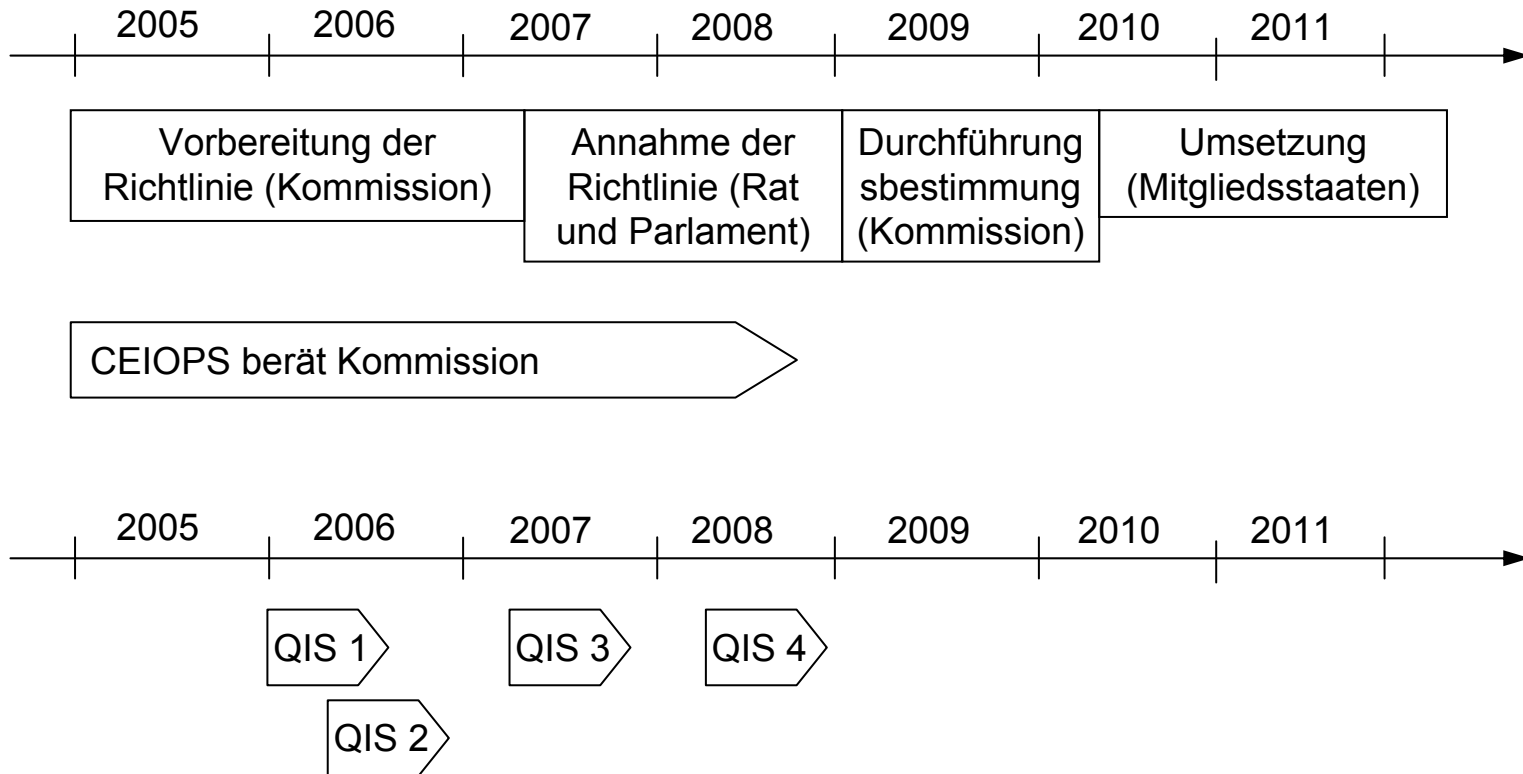 2005 2006 2007 2008 2009 2010 2011
Vorbereitung der
Richtlinie (Kommission)
Annahme der
Richtlinie (Rat
und Parlament)
Durchführung
sbestimmung
(Kommission)
Umsetzung
(Mitgliedsstaaten)
CEIOPS berät Kommission
2005 2006 2007 2008 2009 2010 2011
QIS 1
QIS 3
QIS 4
QIS 2